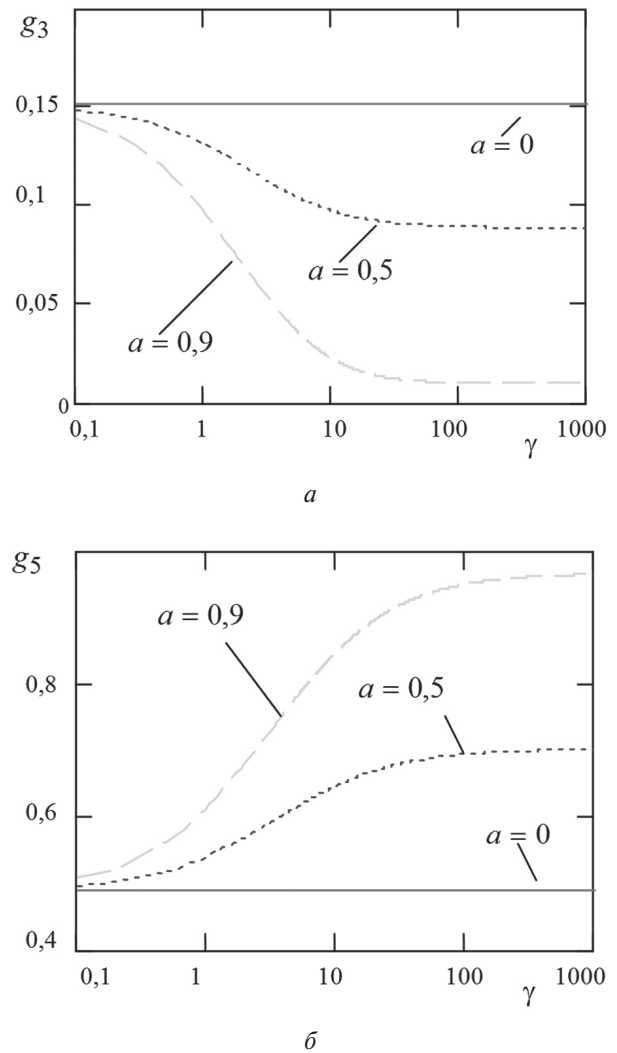 g3
0,15
a = 0
0,1
a = 0,5
0,05
a = 0,9
0
0,1 1 10 100 1000
γ
а
g5
a = 0,9
0,8
a = 0,5
0,6
a = 0
0,4
0,1 1 10 100 1000
γ
б